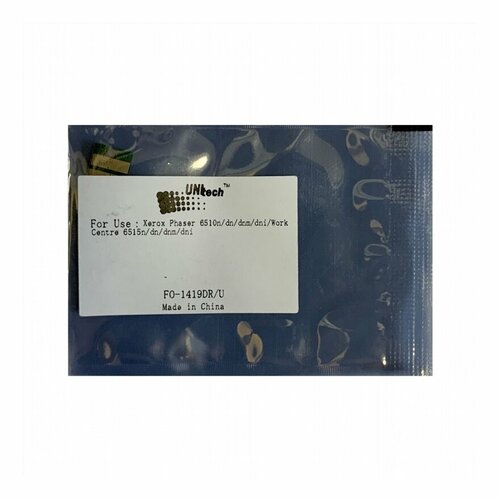 UNItech™
For Use : Xerox Phaser 6510n/dn/dnm/dni/Work
Centre 6515n/dn/dnm/dni
FO-1419DR/U
Made in China